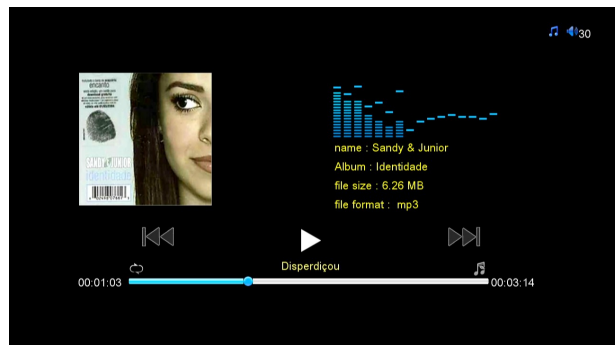 30
encanto
SANDY & JUNIOR
identidade
name : Sandy & Junior
Album : Identidade
file size : 6.26 MB
file format : mp3
Disperdiçou
00:01:03
00:03:14